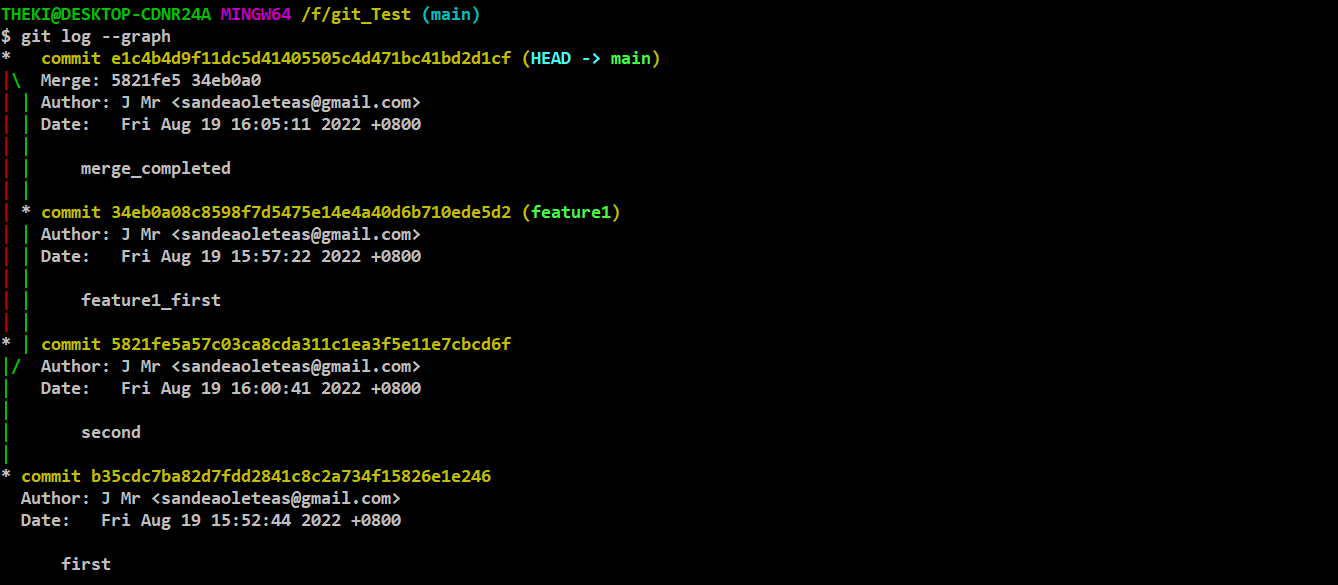 THEKI@DESKTOP-CDNR24A MINGW64 /f/git_Test (main)
$ git log --graph
*   commit e1c4b4d9f11dc5d41405505c4d471bc41bd2d1cf (HEAD -> main)
|\  Merge: 5821fe5 34eb0a0
| | Author: J Mr <sandeaoleteas@gmail.com>
| | Date:   Fri Aug 19 16:05:11 2022 +0800
| |
| |     merge_completed
| |
| * commit 34eb0a08c8598f7d5475e14e4a40d6b710ede5d2 (feature1)
| | Author: J Mr <sandeaoleteas@gmail.com>
| | Date:   Fri Aug 19 15:57:22 2022 +0800
| |
| |     feature1_first
| |
* | commit 5821fe5a57c03ca8cda311c1ea3f5e11e7cbcd6f
|/  Author: J Mr <sandeaoleteas@gmail.com>
|   Date:   Fri Aug 19 16:00:41 2022 +0800
|
|       second
|
* commit b35cdc7ba82d7fdd2841c8c2a734f15826e1e246
  Author: J Mr <sandeaoleteas@gmail.com>
  Date:   Fri Aug 19 15:52:44 2022 +0800

      first